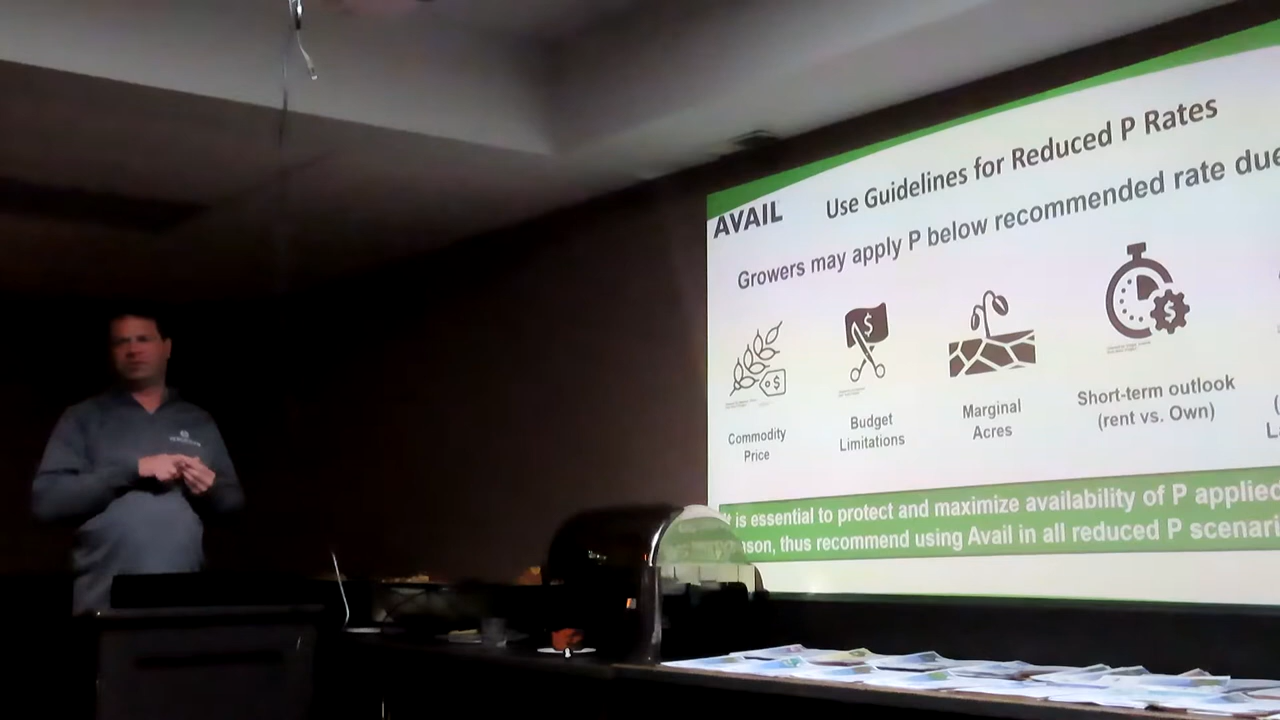 AVAIL
Use Guidelines for Reduced P Rates
Growers may apply P below recommended rate due
Commodity
Price
Budget
Limitations
Marginal
Acres
Short-term outlook
(rent vs. Own)
is essential to protect and maximize availability of P applied
thus recommend using Avail in all reduced P